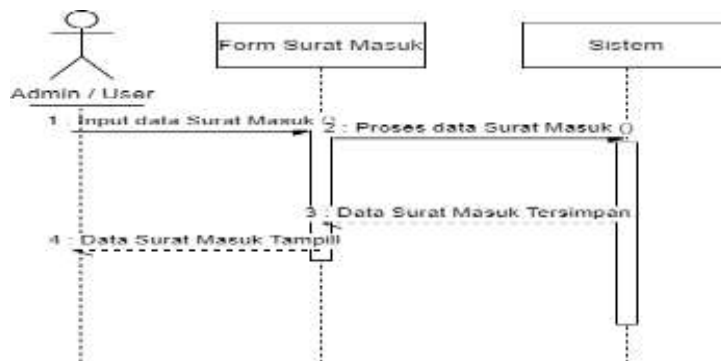 Form Surat Masuk
Sistem
Admin / User
1 : Input data Surat Masuk ()
2 : Proses data Surat Masuk ()
3 : Data Surat Masuk Tersimpan
4 : Data Surat Masuk Tampill